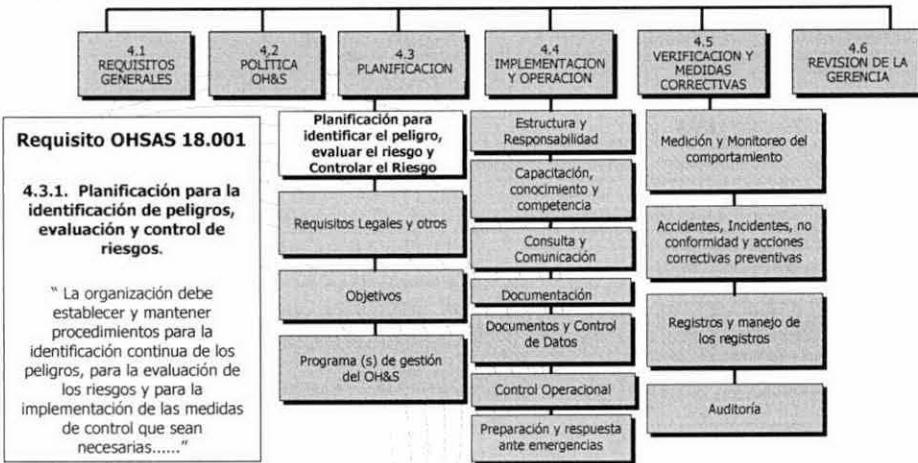 4.1
REQUISITOS
GENERALES
4.2
POLÍTICA
OH&S
4.3
PLANIFICACION
4.4
IMPLEMENTACION
Y OPERACION
4.5
VERIFICACION Y
MEDIDAS
CORRECTIVAS
4.6
REVISION DE LA
GERENCIA
Requisito OHSAS 18.001
4.3.1. Planificación para la
identificación de peligros,
evaluación y control de
riesgos.
“ La organización debe
establecer y mantener
procedimientos para la
identificación continua de los
peligros, para la evaluación de
los riesgos y para la
implementación de las medidas
de control que sean
necesarias......”
Planificación para
identificar el peligro,
evaluar el riesgo y
Controlar el Riesgo
Requisitos Legales y otros
Objetivos
Programa (s) de gestión
del OH&S
Estructura y
Responsabilidad
Capacitación,
conocimiento y
competencia
Consulta y
Comunicación
Documentación
Documentos y Control de
Datos
Control Operacional
Preparación y respuesta
ante emergencias
Medición y Monitoreo del
comportamiento
Accidentes, Incidentes, no
conformidad y acciones
correctivas preventivas
Registros y manejo de
los registros
Auditoría